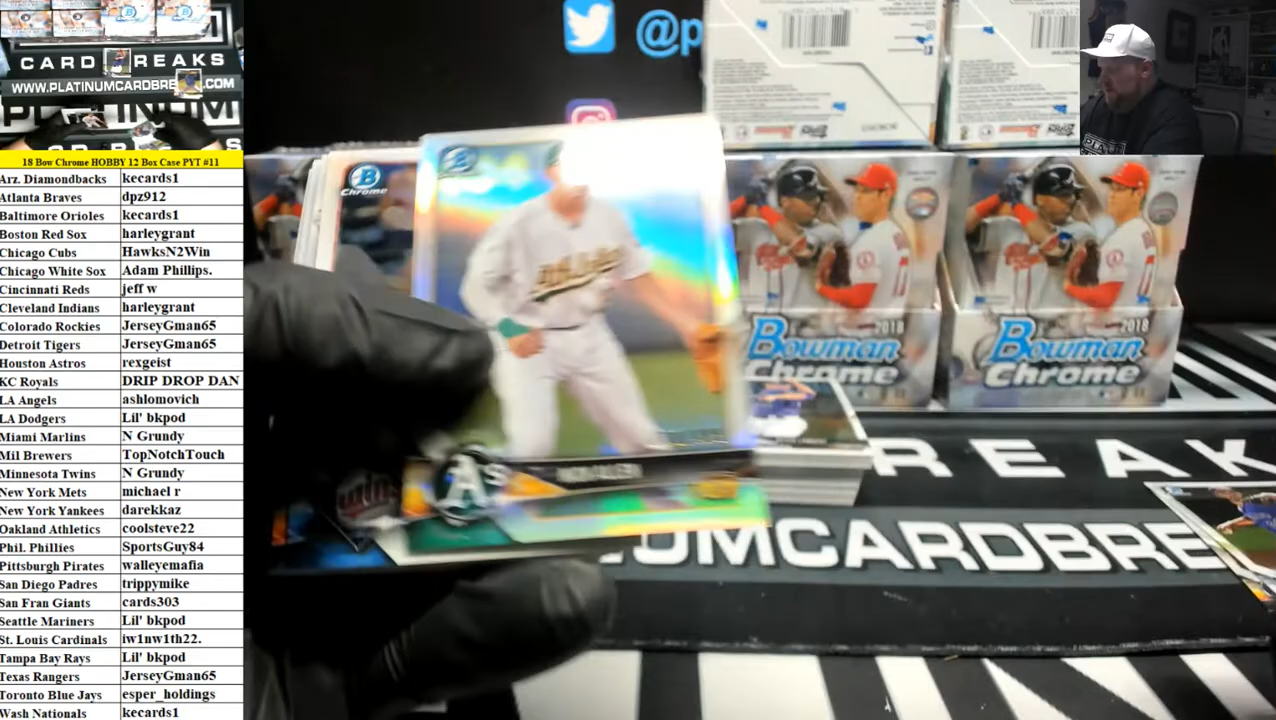 CARD BREAKS
WWW.PLATINUMCARDBRE .COM
PLATINUM
18 Bow Chrome HOBBY 12 Box Case PYT #11
Arz. Diamondbacks kecards1
Atlanta Braves dpz912
Baltimore Orioles kecards1
Boston Red Sox harleygrant
Chicago Cubs HawksN2Win
Chicago White Sox Adam Phillips.
Cincinnati Reds jeff w
Cleveland Indians harleygrant
Colorado Rockies JerseyGman65
Detroit Tigers JerseyGman65
Houston Astros rexgeist
KC Royals DRIP DROP DAN
LA Angels ashlomovich
LA Dodgers Lil' bkpod
Miami Marlins N Grundy
Mil Brewers TopNotchTouch
Minnesota Twins N Grundy
New York Mets michael r
New York Yankees darekkaz
Oakland Athletics coolsteve22
Phil. Phillies SportsGuy84
Pittsburgh Pirates walleyemafia
San Diego Padres trippymike
San Fran Giants cards303
Seattle Mariners Lil' bkpod
St. Louis Cardinals iw1nw1th22.
Tampa Bay Rays Lil' bkpod
Texas Rangers JerseyGman65
Toronto Blue Jays esper_holdings
Wash Nationals kecards1
@p
B
Chrome
Athletics
A's
2018
Bowman
Chrome
2018
Bowman
Chrome
REAK
UMCARDBRE